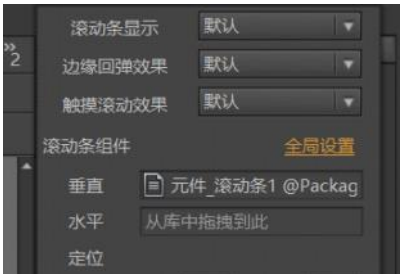 滚动条显示 默认
»2
边缘回弹效果 默认
触摸滚动效果 默认
滚动条组件 全局设置
垂直 元件_滚动条1 @Packag
水平 从库中拖拽到此
定位